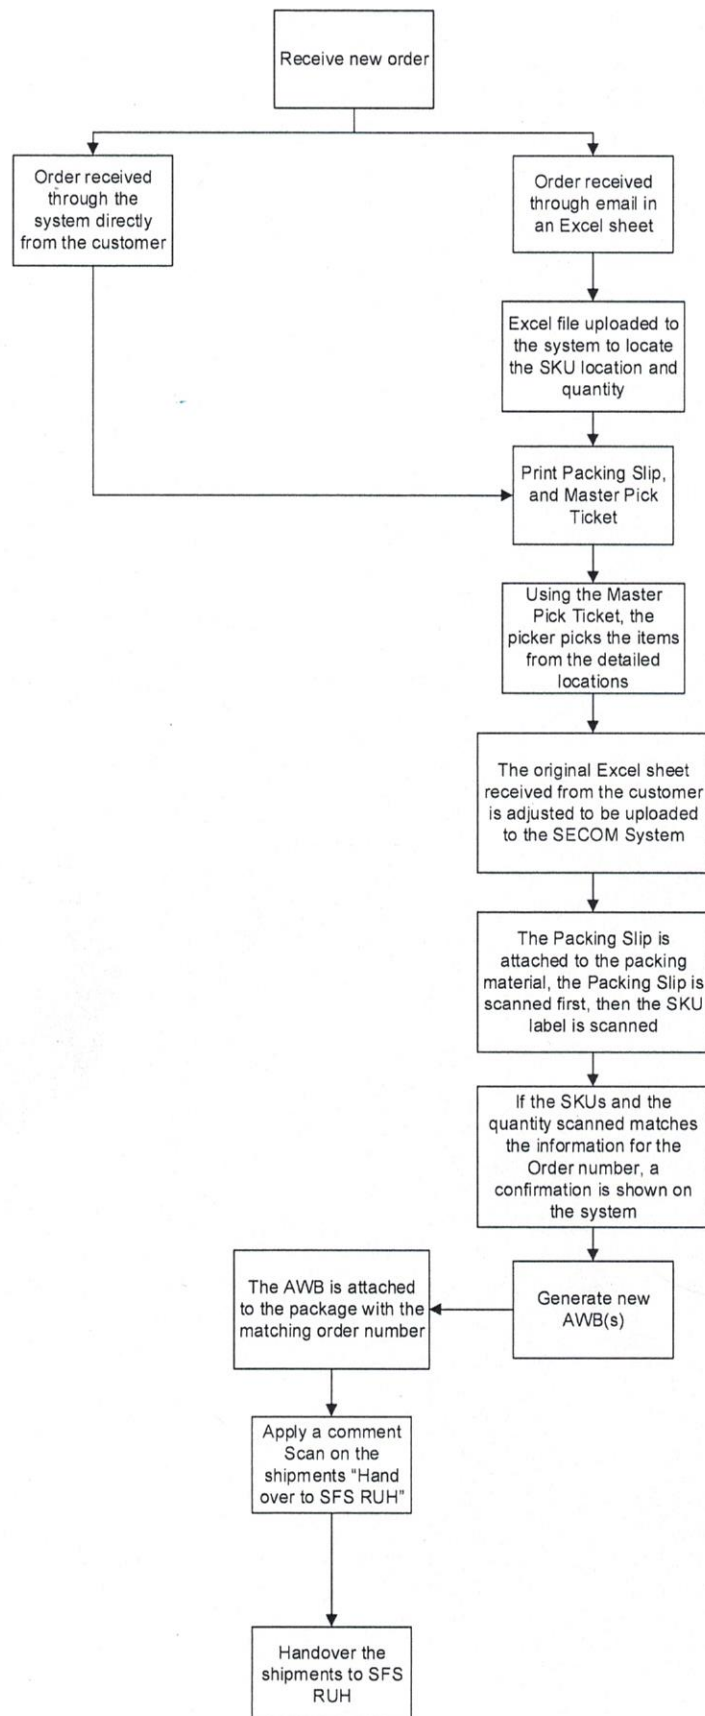 Receive new order
Order received
through the
system directly
from the customer
Order received
through email in
an Excel sheet
Excel file uploaded to
the system to locate
the SKU location and
quantity
Print Packing Slip,
and Master Pick
Ticket
Using the Master
Pick Ticket, the
picker picks the items
from the detailed
locations
The original Excel sheet
received from the customer
is adjusted to be uploaded
to the SECOM System
The Packing Slip is
attached to the packing
material, the Packing Slip is
scanned first, then the SKU
label is scanned
If the SKUs and the
quantity scanned matches
the information for the
Order number, a
confirmation is shown on
the system
Generate new
AWB(s)
The AWB is attached
to the package with the
matching order number
Apply a comment
Scan on the
shipments “Hand
over to SFS RUH”
Handover the
shipments to SFS
RUH